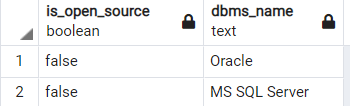 is_open_source dbms_name
boolean text
1 false Oracle
2 false MS SQL Server